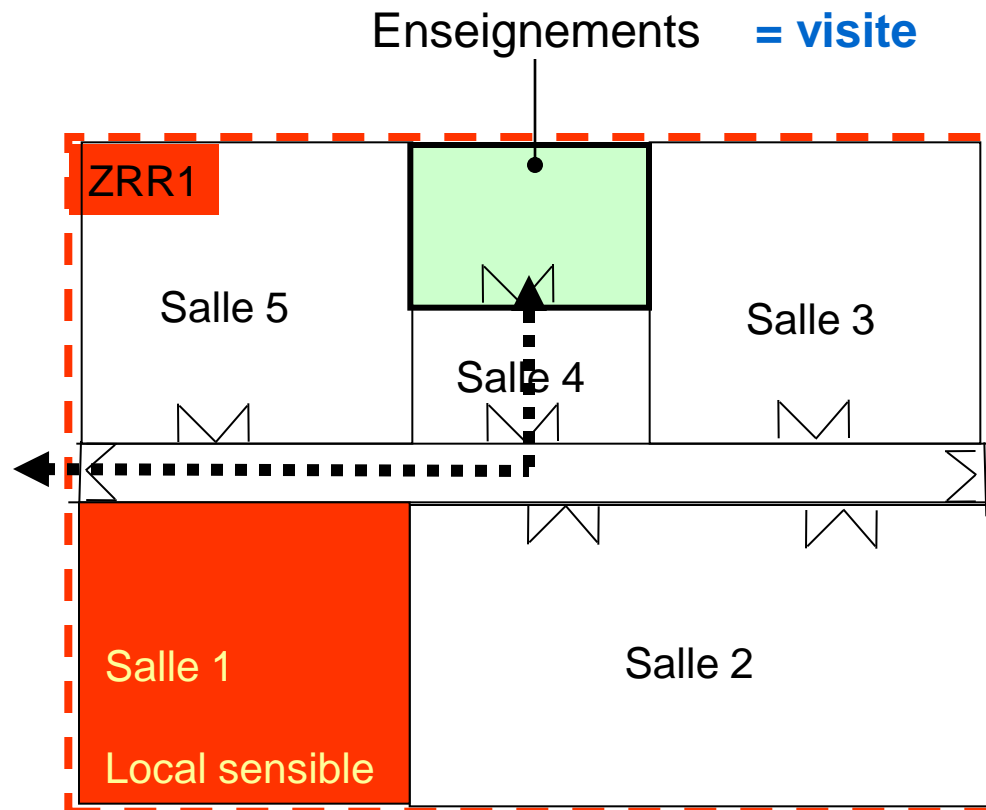 Enseignements = visite
ZRR1
Salle 5
Salle 3
Salle 4
Salle 1
Salle 2
Local sensible